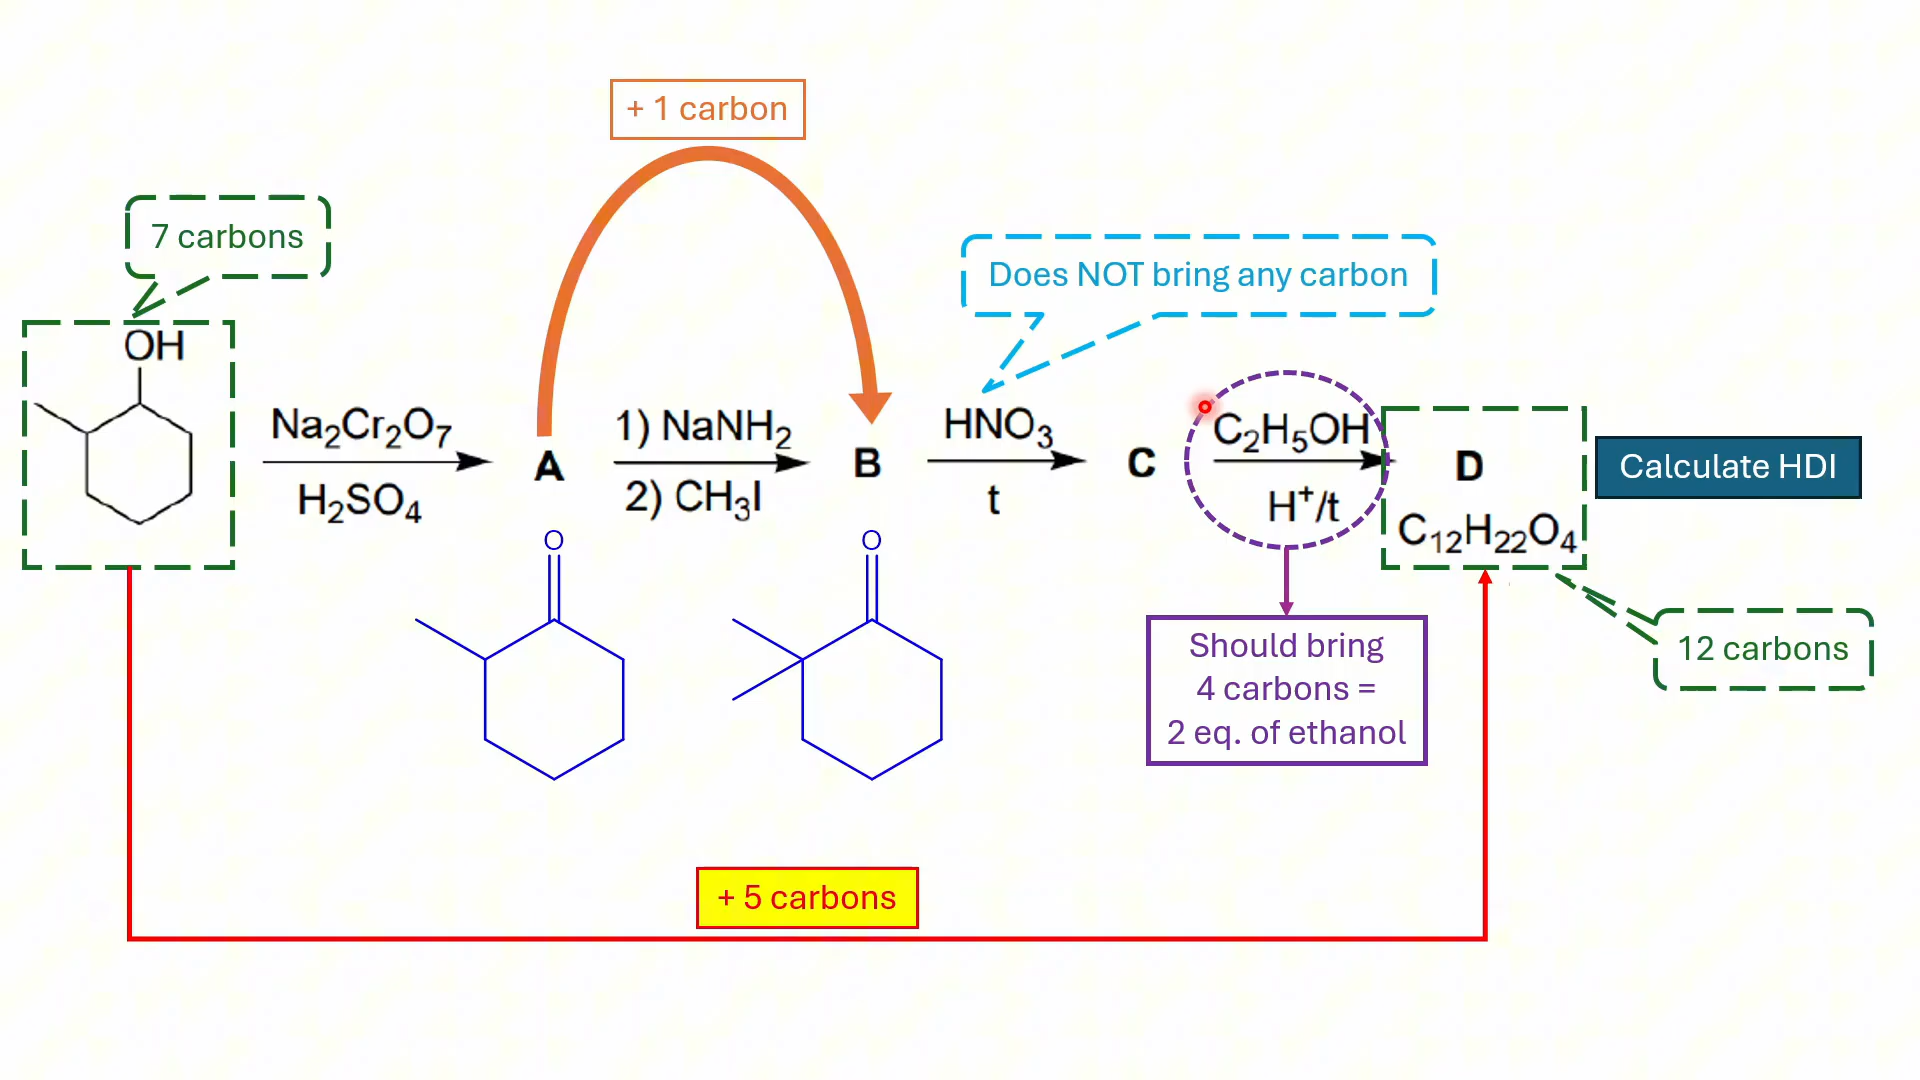 + 1 carbon
7 carbons
Does NOT bring any carbon
OH
Na₂Cr₂O₇
H₂SO₄
A
1) NaNH₂
2) CH₃I
B
HNO₃
t
C
C₂H₅OH
H⁺/t
D
C₁₂H₂₂O₄
Calculate HDI
O
O
Should bring
4 carbons =
2 eq. of ethanol
12 carbons
+ 5 carbons